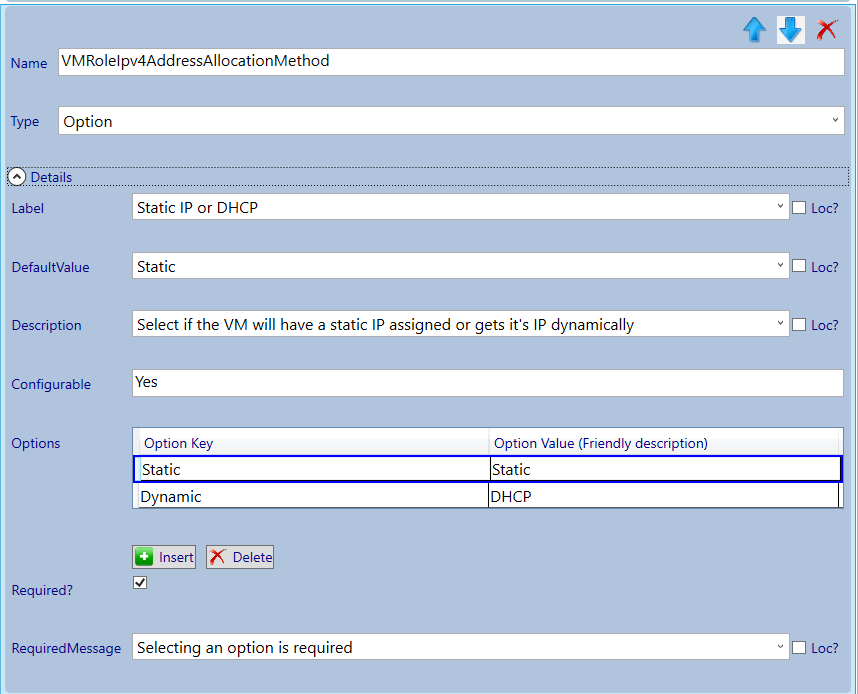 Name VMRoleIpv4AddressAllocationMethod
Type Option
Details
Label Static IP or DHCP Loc?
DefaultValue Static Loc?
Description Select if the VM will have a static IP assigned or gets it's IP dynamically Loc?
Configurable Yes
Options Option Key Option Value (Friendly description)
Static Static
Dynamic DHCP
Insert Delete
Required?
RequiredMessage Selecting an option is required Loc?